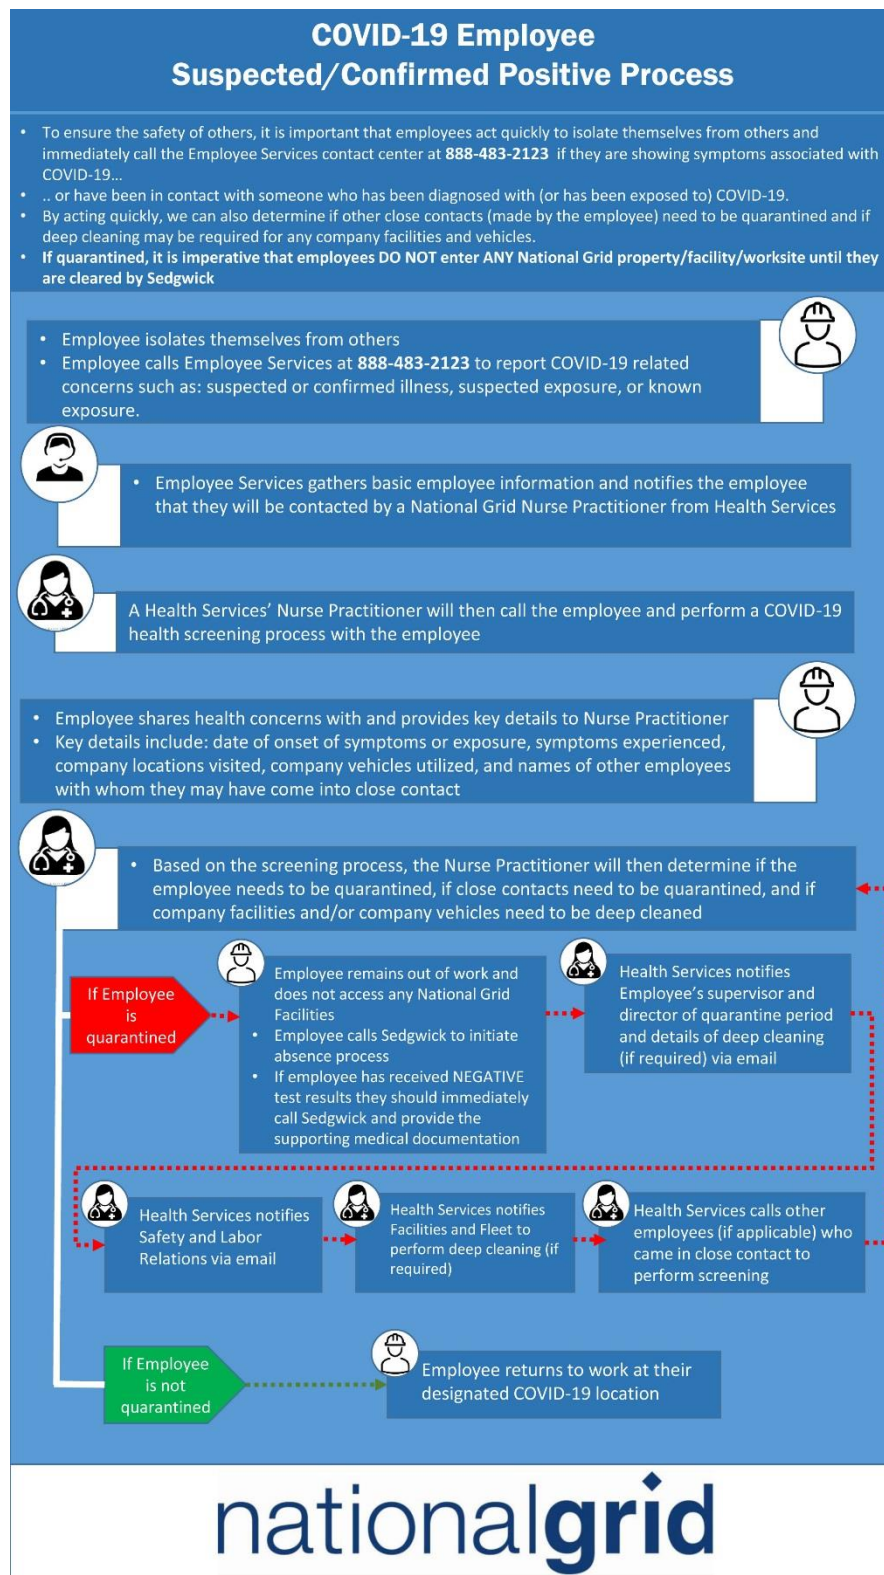 COVID-19 Employee
Suspected/Confirmed Positive Process
• To ensure the safety of others, it is important that employees act quickly to isolate themselves from others and
immediately call the Employee Services contact center at 888-483-2123 if they are showing symptoms associated with
COVID-19…
• .. or have been in contact with someone who has been diagnosed with (or has been exposed to) COVID-19.
• By acting quickly, we can also determine if other close contacts (made by the employee) need to be quarantined and if
deep cleaning may be required for any company facilities and vehicles.
• If quarantined, it is imperative that employees DO NOT enter ANY National Grid property/facility/worksite until they
are cleared by Sedgwick
• Employee isolates themselves from others
• Employee calls Employee Services at 888-483-2123 to report COVID-19 related
concerns such as: suspected or confirmed illness, suspected exposure, or known
exposure.
• Employee Services gathers basic employee information and notifies the employee
that they will be contacted by a National Grid Nurse Practitioner from Health Services
A Health Services' Nurse Practitioner will then call the employee and perform a COVID-19
health screening process with the employee
• Employee shares health concerns with and provides key details to Nurse Practitioner
• Key details include: date of onset of symptoms or exposure, symptoms experienced,
company locations visited, company vehicles utilized, and names of other employees
with whom they may have come into close contact
• Based on the screening process, the Nurse Practitioner will then determine if the
employee needs to be quarantined, if close contacts need to be quarantined, and if
company facilities and/or company vehicles need to be deep cleaned
If Employee
is
quarantined
Employee remains out of work and
does not access any National Grid
Facilities
• Employee calls Sedgwick to initiate
absence process
• If employee has received NEGATIVE
test results they should immediately
call Sedgwick and provide the
supporting medical documentation
Health Services notifies
Employee's supervisor and
director of quarantine period
and details of deep cleaning
(if required) via email
Health Services notifies
Safety and Labor
Relations via email
Health Services notifies
Facilities and Fleet to
perform deep cleaning (if
required)
Health Services calls other
employees (if applicable) who
came in close contact to
perform screening
If Employee
is not
quarantined
Employee returns to work at their
designated COVID-19 location
nationalgrid